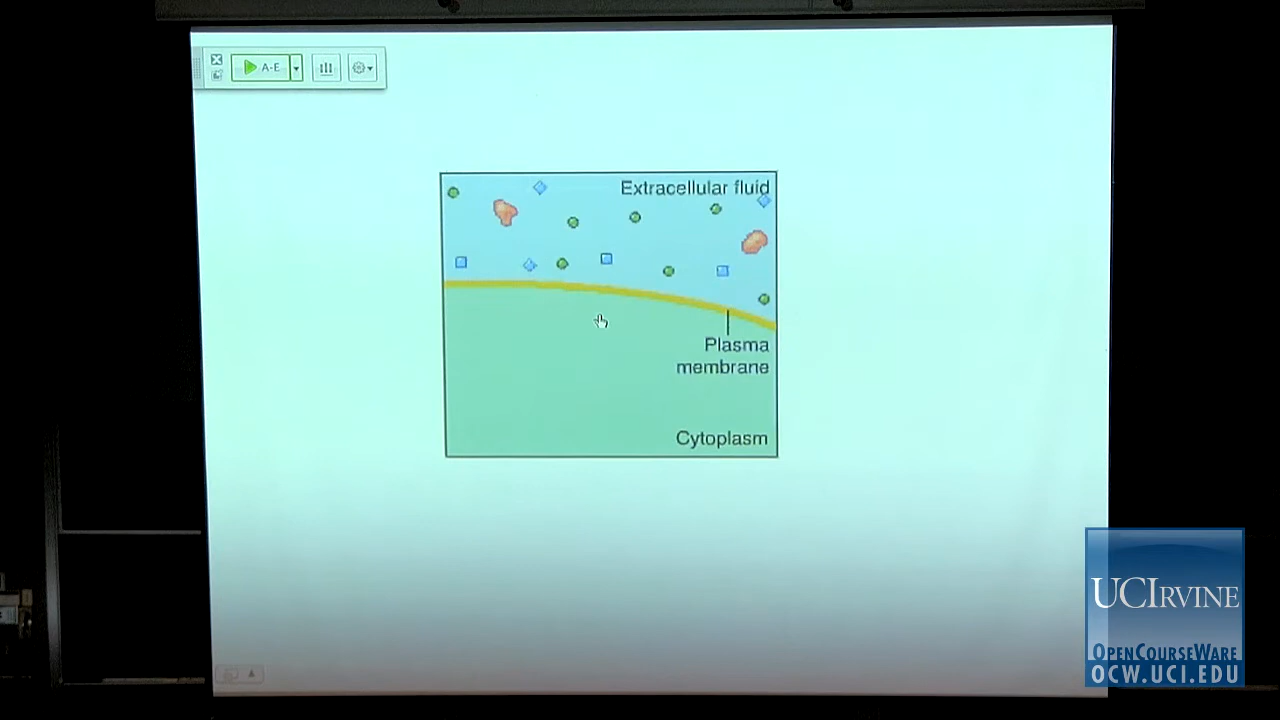 A-E
Extracellular fluid
Plasma
membrane
Cytoplasm
UCIRVINE
OPENCOURSEWARE
OCW.UCI.EDU